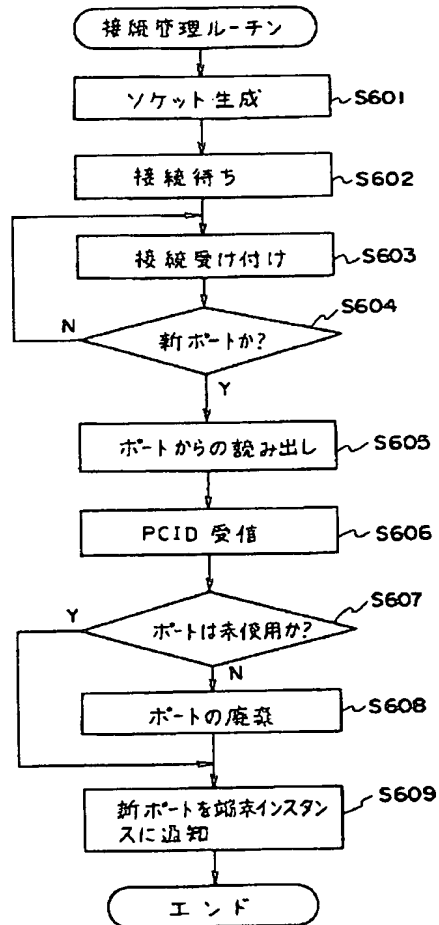 接続管理ルーチン
ソケット生成
S601
接続待ち
S602
接続受け付け
S603
S604
新ポートか?
N
Y
ポートからの読み出し
S605
PCID 受信
S606
S607
ポートは未使用か?
Y
N
ポートの廃棄
S608
S609
新ポートを端末インスタン
スに通知
エンド